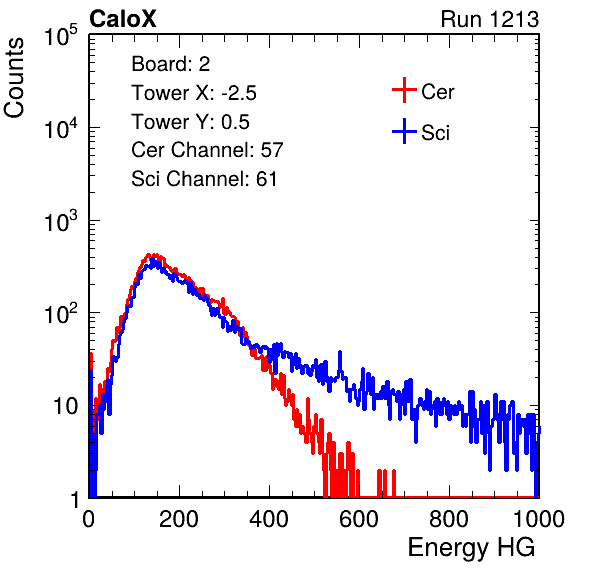 CaloX Run 1213
10^5
Board: 2
Tower X: -2.5
Tower Y: 0.5
Cer Channel: 57
Sci Channel: 61
Cer
Sci
Counts
10^4
10^3
10^2
10
1
0 200 400 600 800 1000
Energy HG